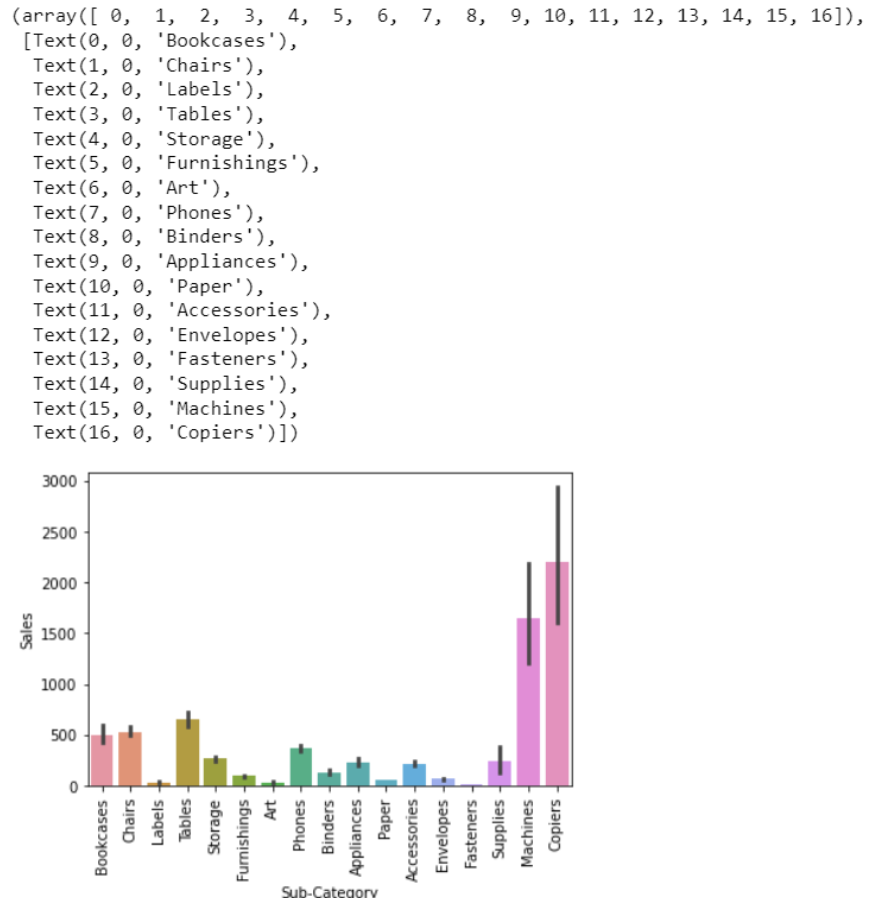 (array([ 0,  1,  2,  3,  4,  5,  6,  7,  8,  9, 10, 11, 12, 13, 14, 15, 16]),
[Text(0, 0, 'Bookcases'),
Text(1, 0, 'Chairs'),
Text(2, 0, 'Labels'),
Text(3, 0, 'Tables'),
Text(4, 0, 'Storage'),
Text(5, 0, 'Furnishings'),
Text(6, 0, 'Art'),
Text(7, 0, 'Phones'),
Text(8, 0, 'Binders'),
Text(9, 0, 'Appliances'),
Text(10, 0, 'Paper'),
Text(11, 0, 'Accessories'),
Text(12, 0, 'Envelopes'),
Text(13, 0, 'Fasteners'),
Text(14, 0, 'Supplies'),
Text(15, 0, 'Machines'),
Text(16, 0, 'Copiers')])
3000
2500
2000
1500
1000
500
0
Sales
Bookcases
Chairs
Labels
Tables
Storage
Furnishings
Art
Phones
Binders
Appliances
Paper
Accessories
Envelopes
Fasteners
Supplies
Machines
Copiers
Sub-Category